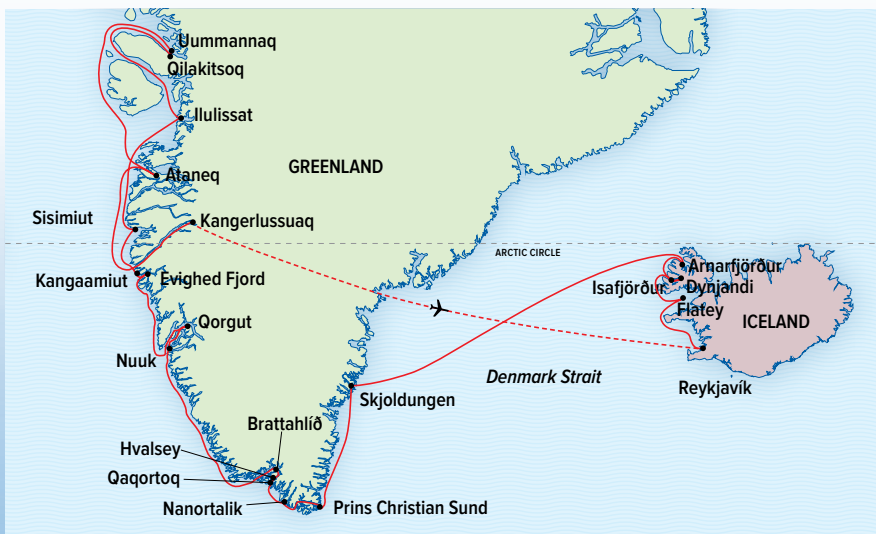 Uummannaq
Qilakitsoq
Ilulissat
GREENLAND
Ataneq
Sisimiut
Kangerlussuaq
ARCTIC CIRCLE
Kangaamiut
Evighed Fjord
Arnarfjörður
Isafjörður
Dynjandi
Flatey
ICELAND
Qorgut
Nuuk
Denmark Strait
Reykjavík
Skjoldungen
Brattahlíð
Hvalsey
Qaqortoq
Nanortalik
Prins Christian Sund